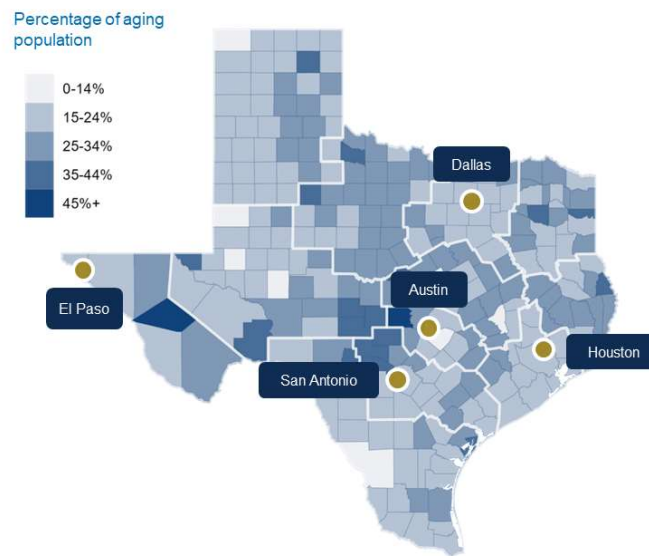 Percentage of aging
population
0-14%
15-24%
25-34%
35-44%
45%+
Dallas
Austin
El Paso
Houston
San Antonio